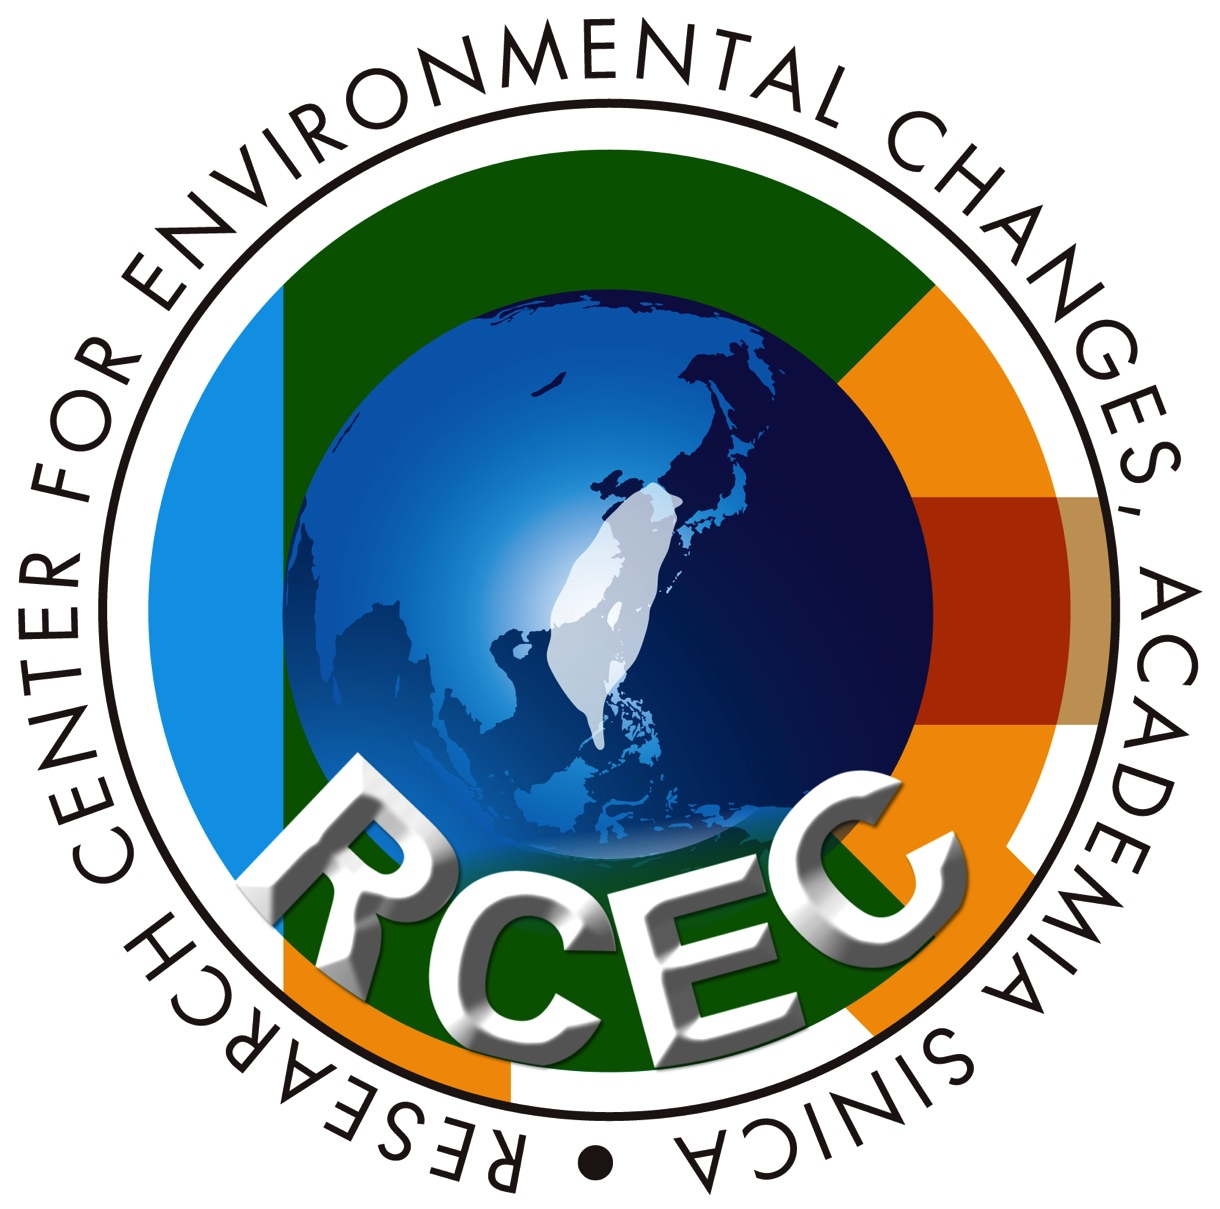 RESEARCH CENTER FOR ENVIRONMENTAL CHANGES, ACADEMIA SINICA •
RCEC